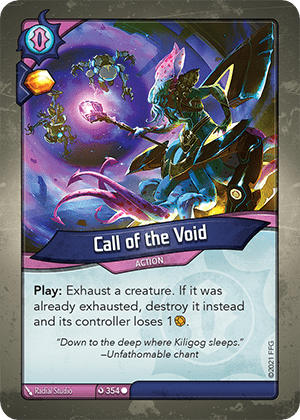 Call of the Void
ACTION
Play: Exhaust a creature. If it was
already exhausted, destroy it instead
and its controller loses 1.
"Down to the deep where Kiligog sleeps."
–Unfathomable chant
©2021 FFG
Radial Studio
354